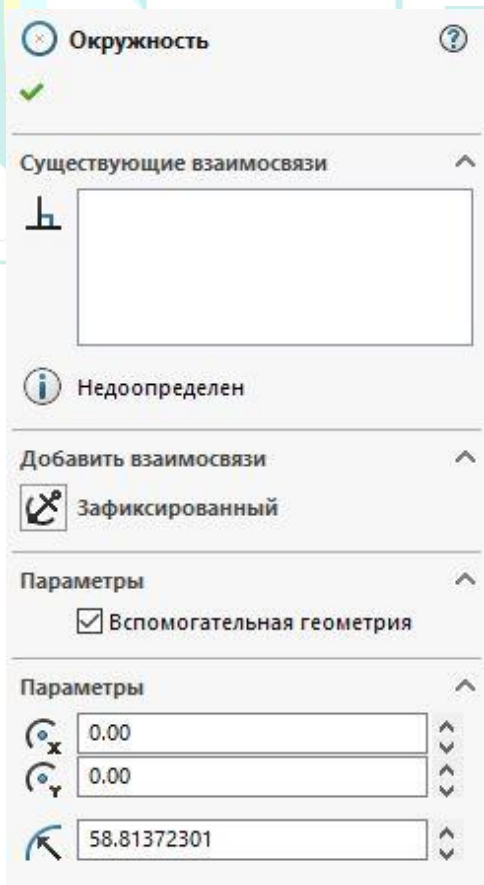 Окружность
Существующие взаимосвязи
Недоопределен
Добавить взаимосвязи
Зафиксированный
Параметры
Вспомогательная геометрия
Параметры
X 0.00
Y 0.00
58.81372301